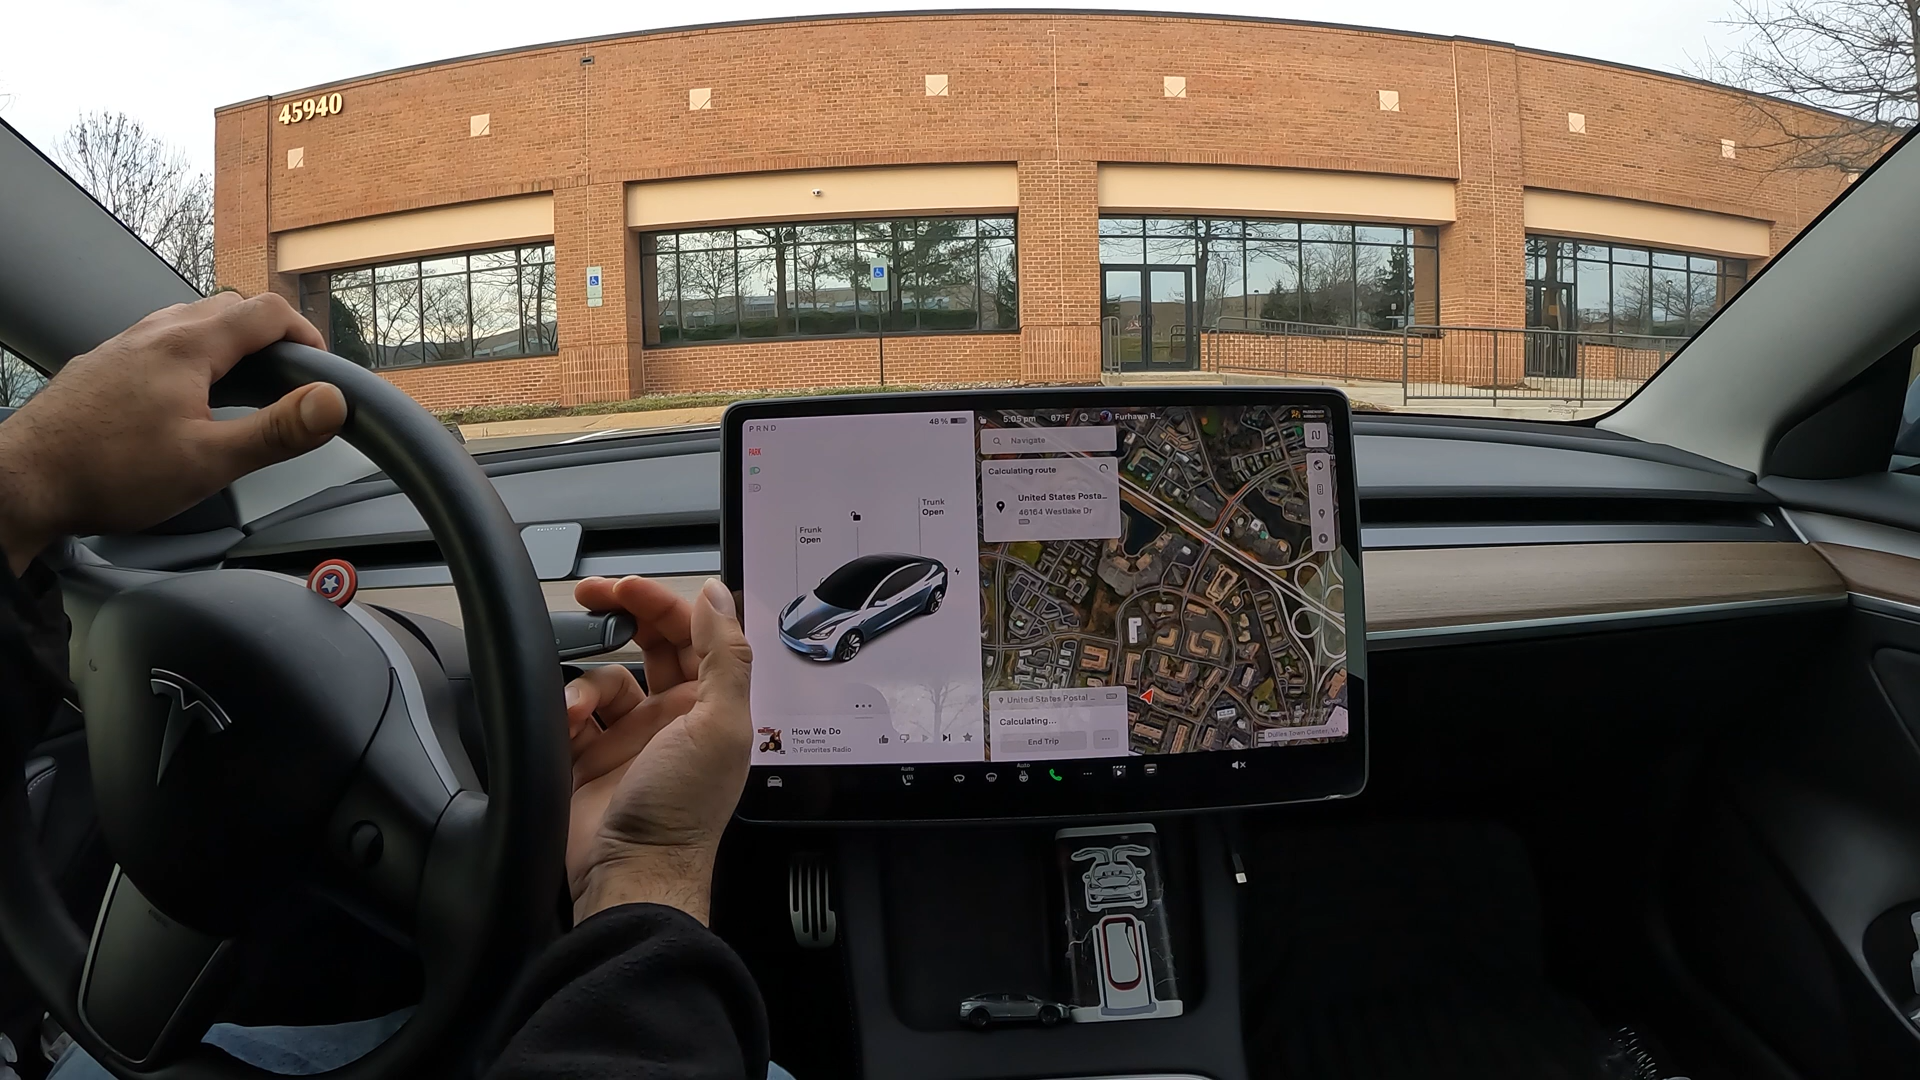 45940
PRND
48 %
PARK
Trunk
Open
Frunk
Open
How We Do
The Game
Favorites Radio
5:05 pm
67°F
Furhawn R...
Navigate
Calculating route
United States Posta...
46164 Westlake Dr
United States Postal ...
Calculating...
End Trip
Dulles Town Center, VA
Auto
Auto